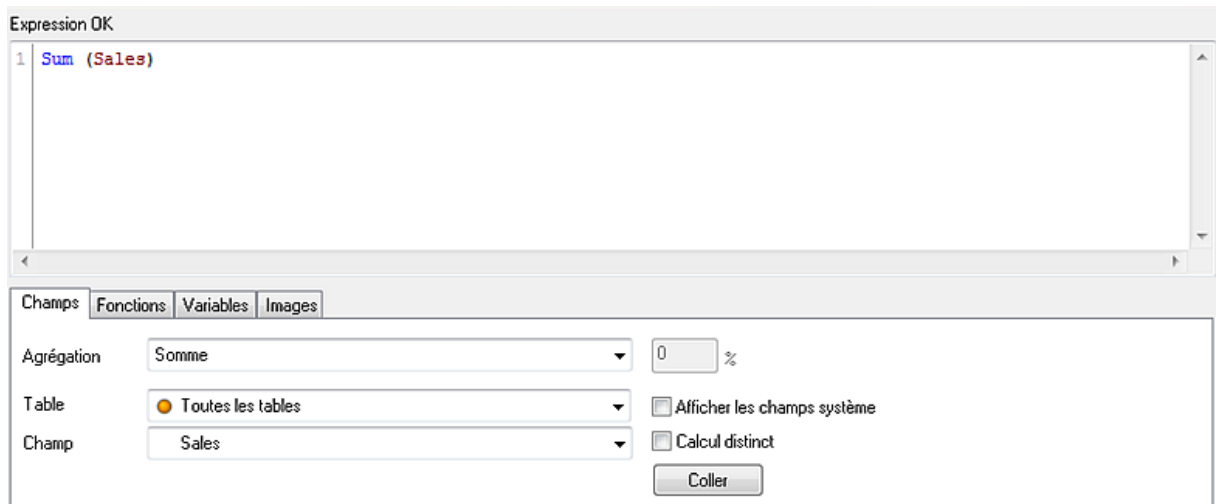 Expression OK
1 Sum (Sales)
Champs Fonctions Variables Images
Agrégation Somme 0 %
Table Toutes les tables Afficher les champs système
Champ Sales Calcul distinct
Coller